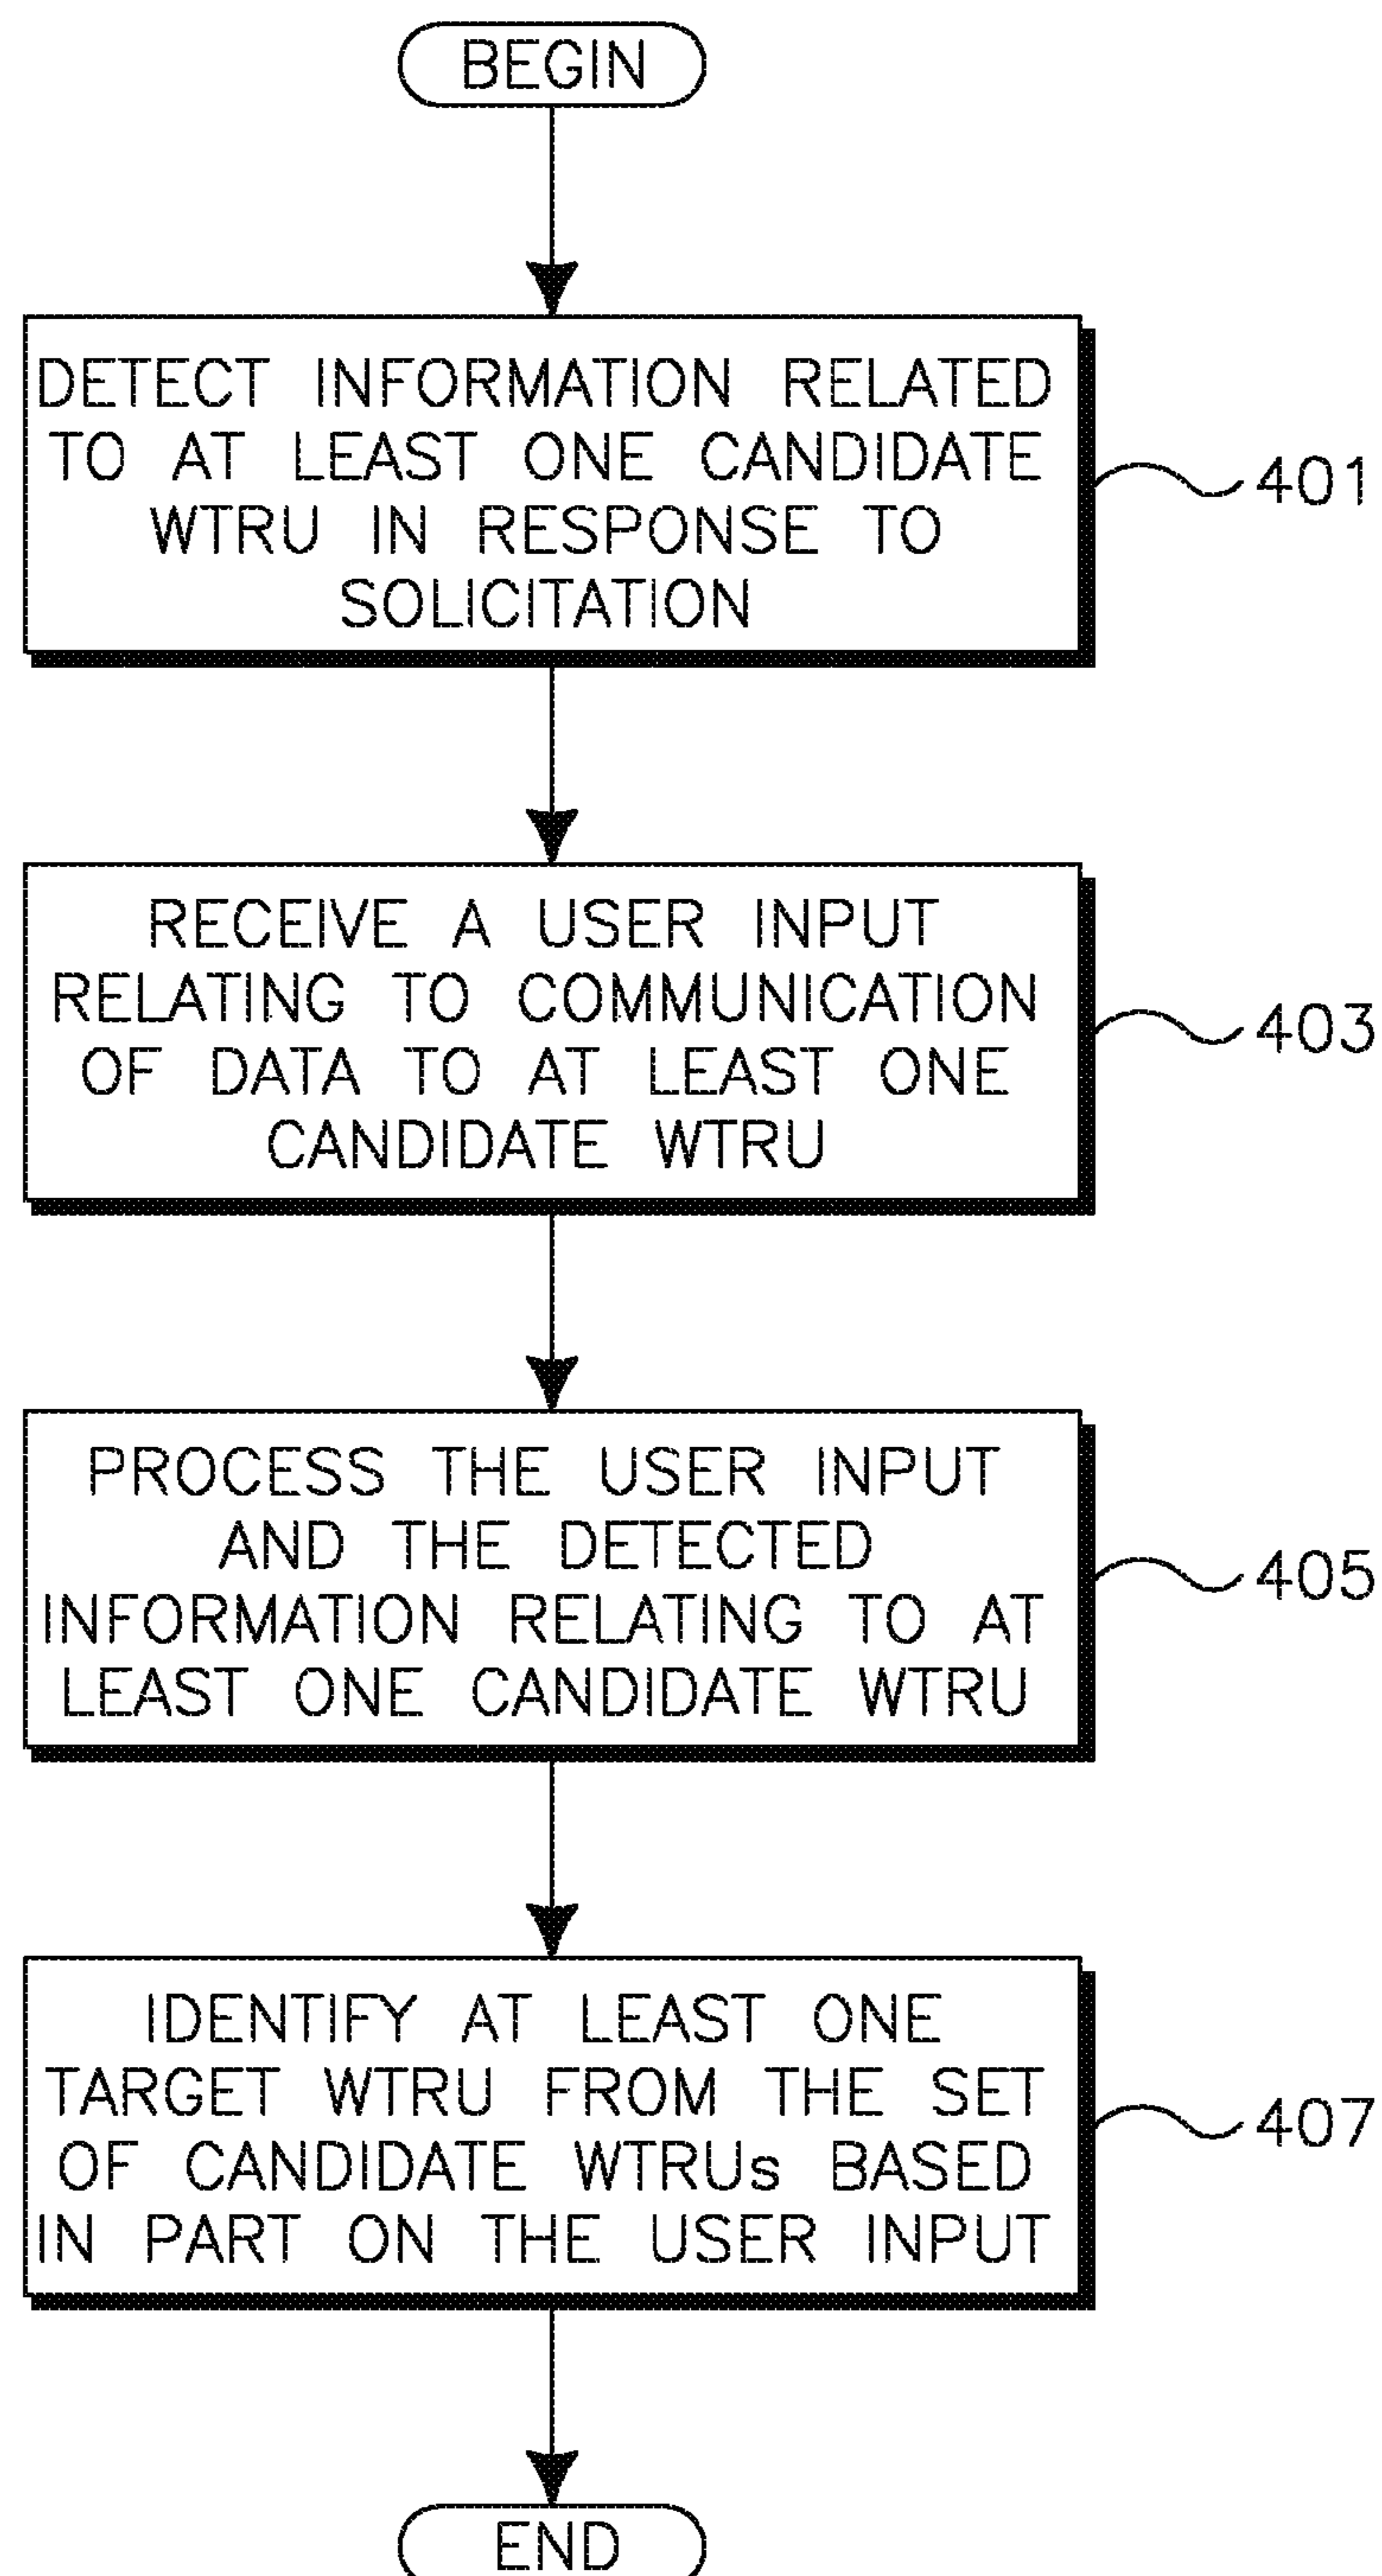 BEGIN
DETECT INFORMATION RELATED
TO AT LEAST ONE CANDIDATE
WTRU IN RESPONSE TO
SOLICITATION
401
RECEIVE A USER INPUT
RELATING TO COMMUNICATION
OF DATA TO AT LEAST ONE
CANDIDATE WTRU
403
PROCESS THE USER INPUT
AND THE DETECTED
INFORMATION RELATING TO AT
LEAST ONE CANDIDATE WTRU
405
IDENTIFY AT LEAST ONE
TARGET WTRU FROM THE SET
OF CANDIDATE WTRUs BASED
IN PART ON THE USER INPUT
407
END